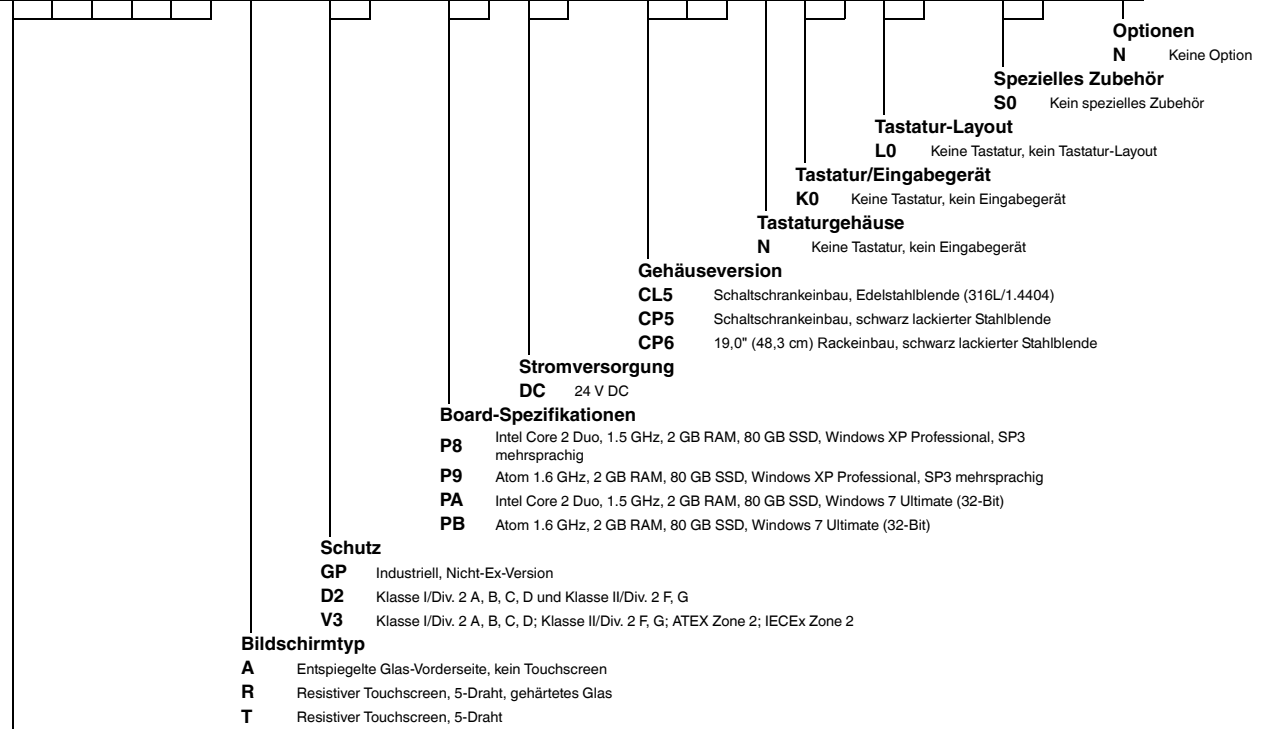 Optionen
N Keine Option
Spezielles Zubehör
S0 Kein spezielles Zubehör
Tastatur-Layout
L0 Keine Tastatur, kein Tastatur-Layout
Tastatur/Eingabegerät
K0 Keine Tastatur, kein Eingabegerät
Tastaturgehäuse
N Keine Tastatur, kein Eingabegerät
Gehäuseversion
CL5 Schaltschrankeinbau, Edelstahlblende (316L/1.4404)
CP5 Schaltschrankeinbau, schwarz lackierter Stahlblende
CP6 19,0" (48,3 cm) Rackeinbau, schwarz lackierter Stahlblende
Stromversorgung
DC 24 V DC
Board-Spezifikationen
P8 Intel Core 2 Duo, 1.5 GHz, 2 GB RAM, 80 GB SSD, Windows XP Professional, SP3
mehrsprachig
P9 Atom 1.6 GHz, 2 GB RAM, 80 GB SSD, Windows XP Professional, SP3 mehrsprachig
PA Intel Core 2 Duo, 1.5 GHz, 2 GB RAM, 80 GB SSD, Windows 7 Ultimate (32-Bit)
PB Atom 1.6 GHz, 2 GB RAM, 80 GB SSD, Windows 7 Ultimate (32-Bit)
Schutz
GP Industriell, Nicht-Ex-Version
D2 Klasse I/Div. 2 A, B, C, D und Klasse II/Div. 2 F, G
V3 Klasse I/Div. 2 A, B, C, D; Klasse II/Div. 2 F, G; ATEX Zone 2; IECEx Zone 2
Bildschirmtyp
A Entspiegelte Glas-Vorderseite, kein Touchscreen
R Resistiver Touchscreen, 5-Draht, gehärtetes Glas
T Resistiver Touchscreen, 5-Draht